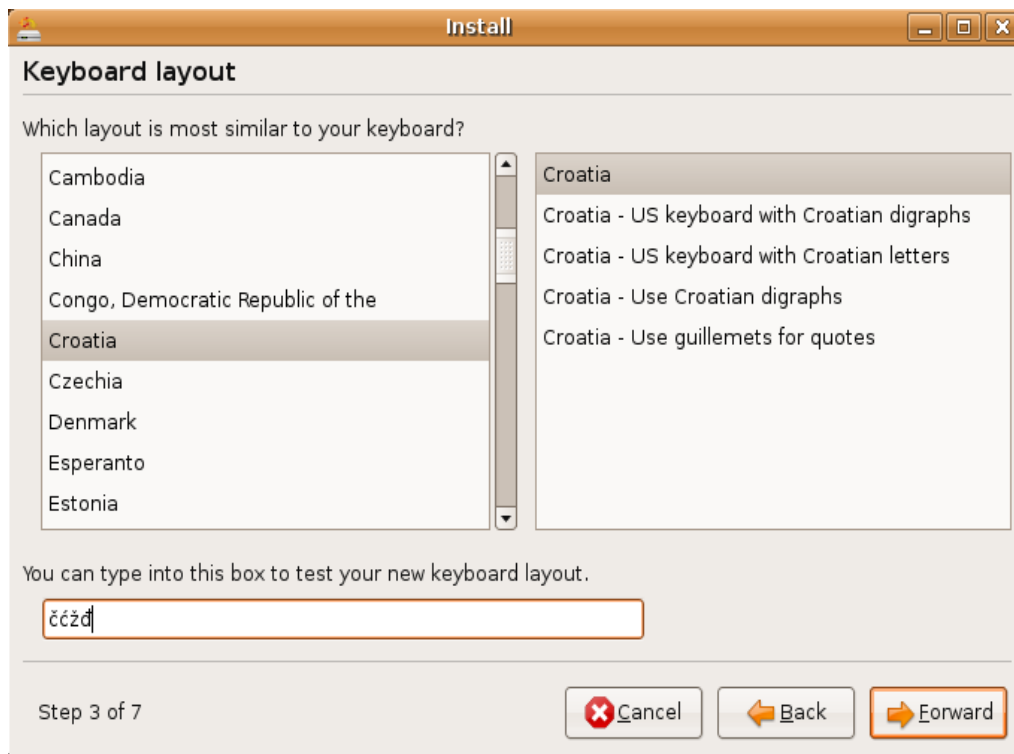 Install
Keyboard layout
Which layout is most similar to your keyboard?
Cambodia
Canada
China
Congo, Democratic Republic of the
Croatia
Czechia
Denmark
Esperanto
Estonia
Croatia
Croatia - US keyboard with Croatian digraphs
Croatia - US keyboard with Croatian letters
Croatia - Use Croatian digraphs
Croatia - Use guillemets for quotes
You can type into this box to test your new keyboard layout.
čćžđ
Step 3 of 7
Cancel
Back
Forward